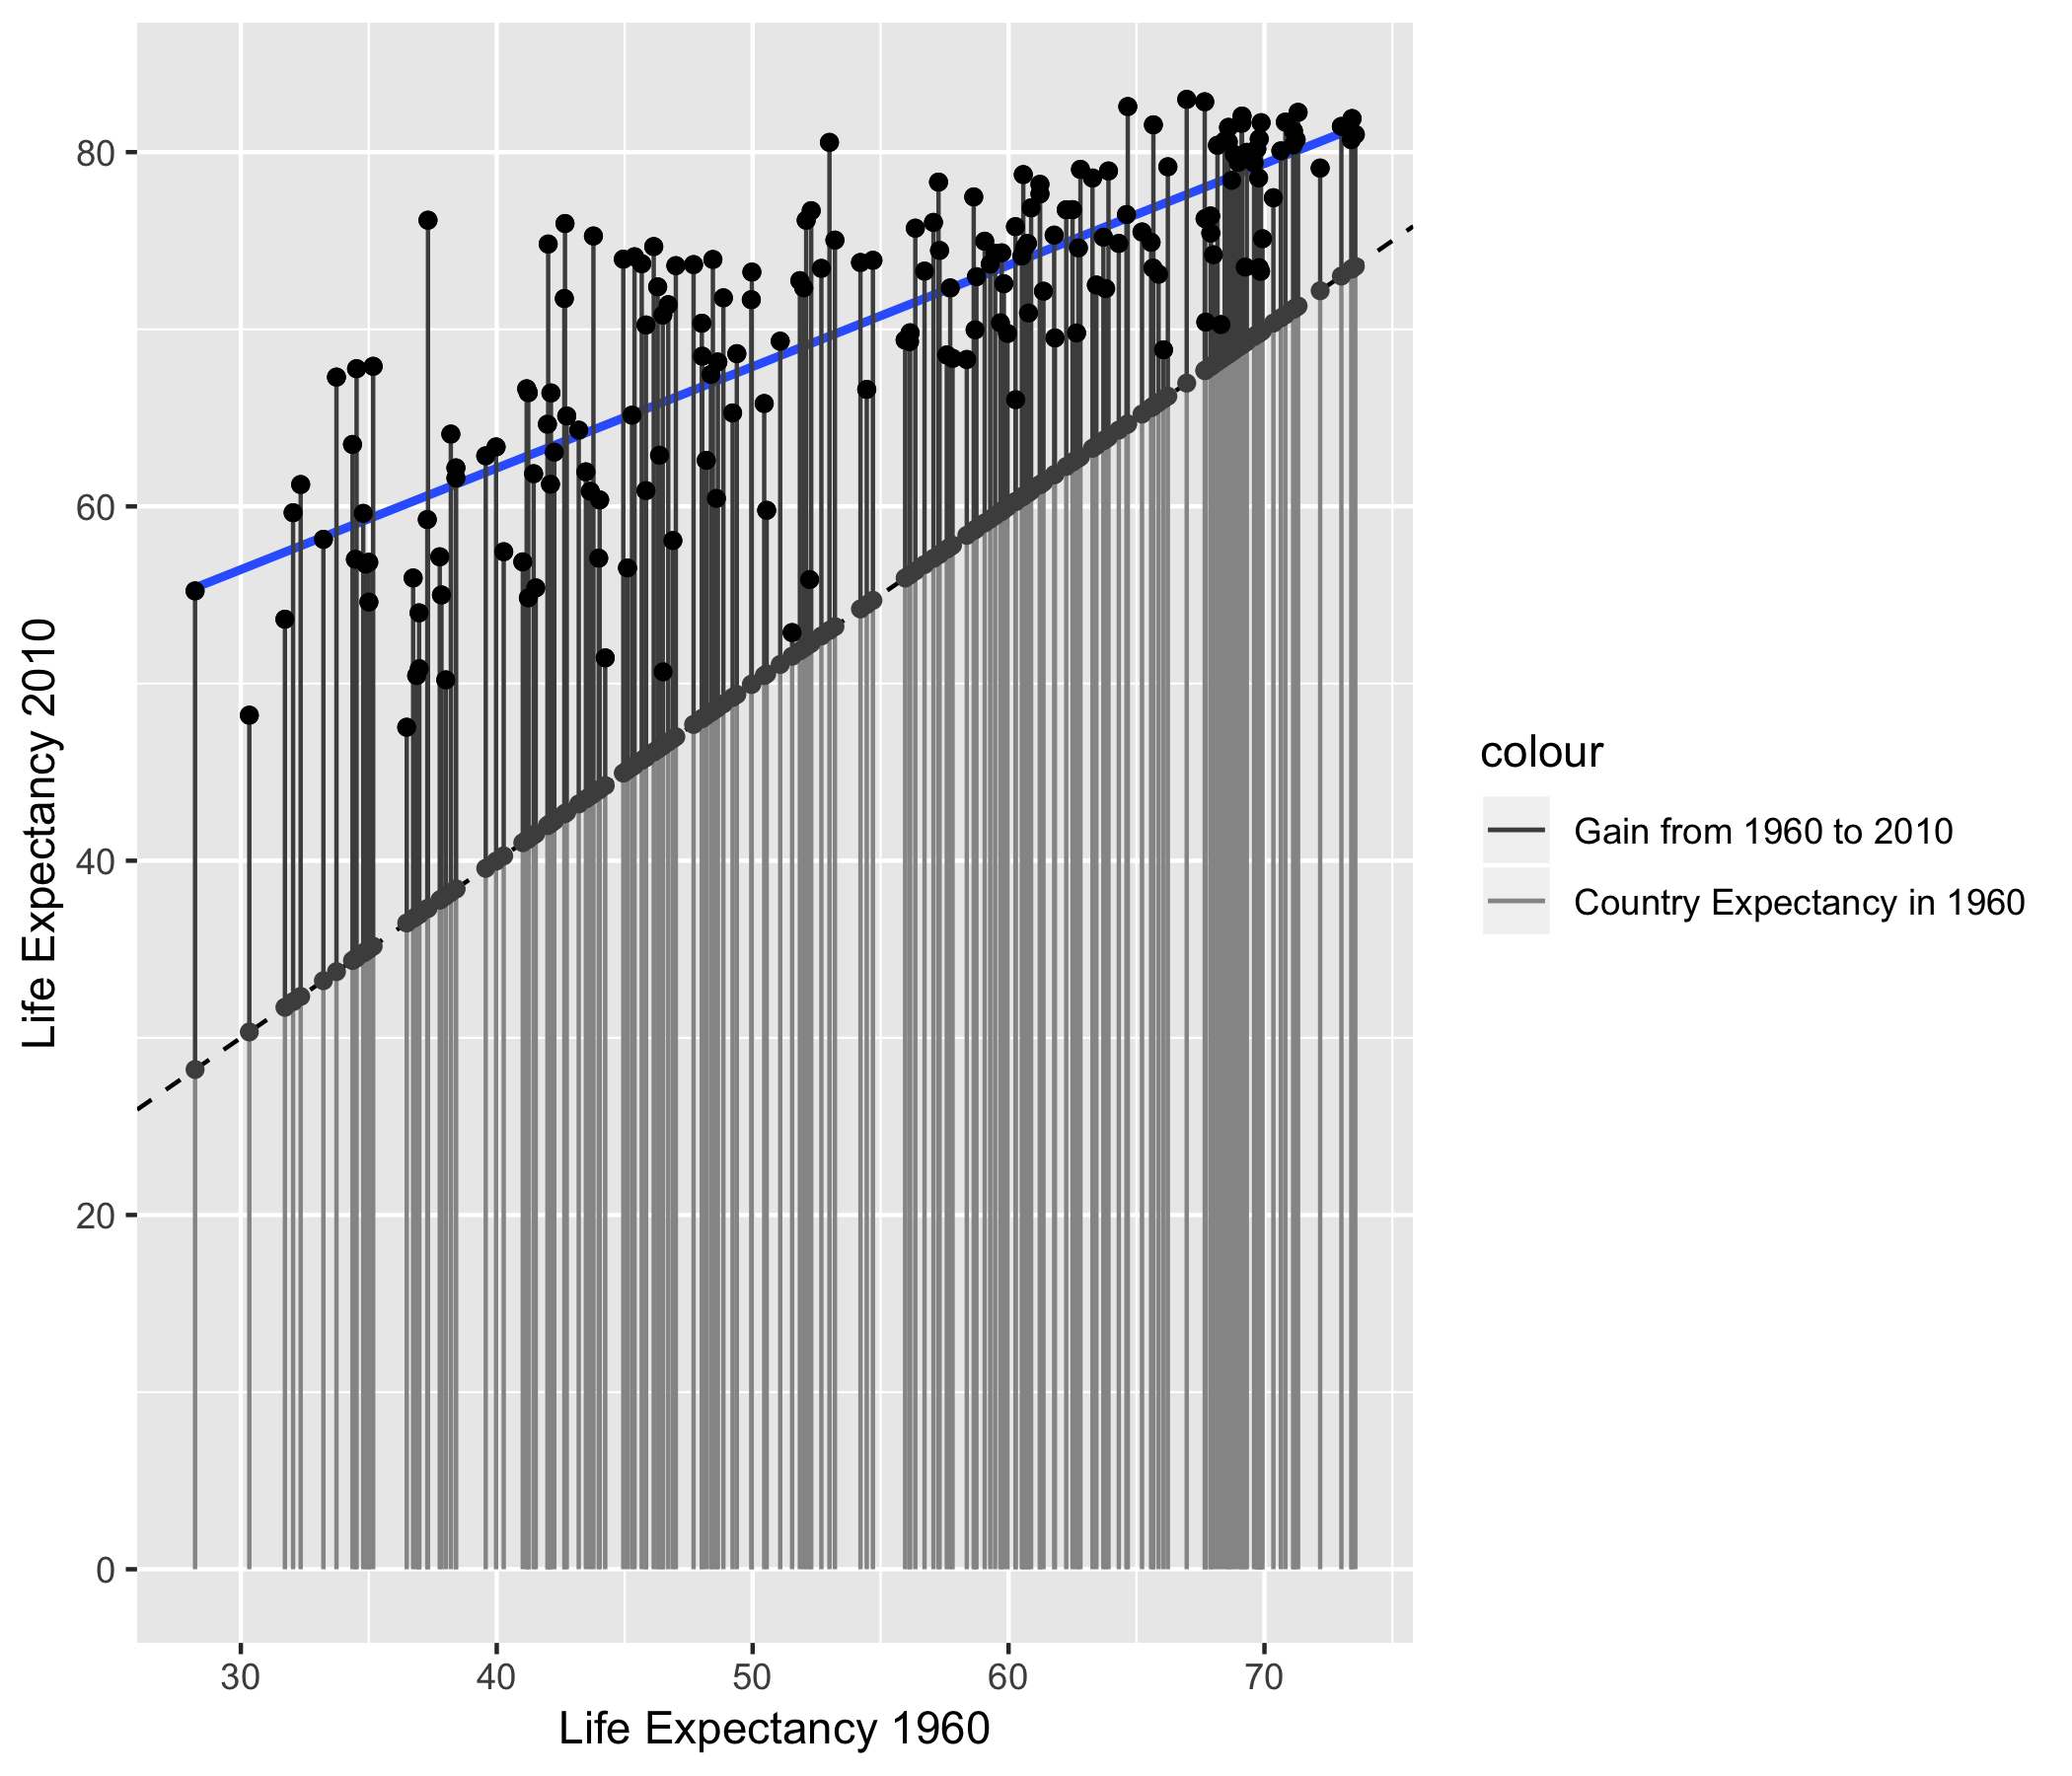 Life Expectancy 2010
80
60
40
20
0
30 40 50 60 70
Life Expectancy 1960
colour
Gain from 1960 to 2010
Country Expectancy in 1960